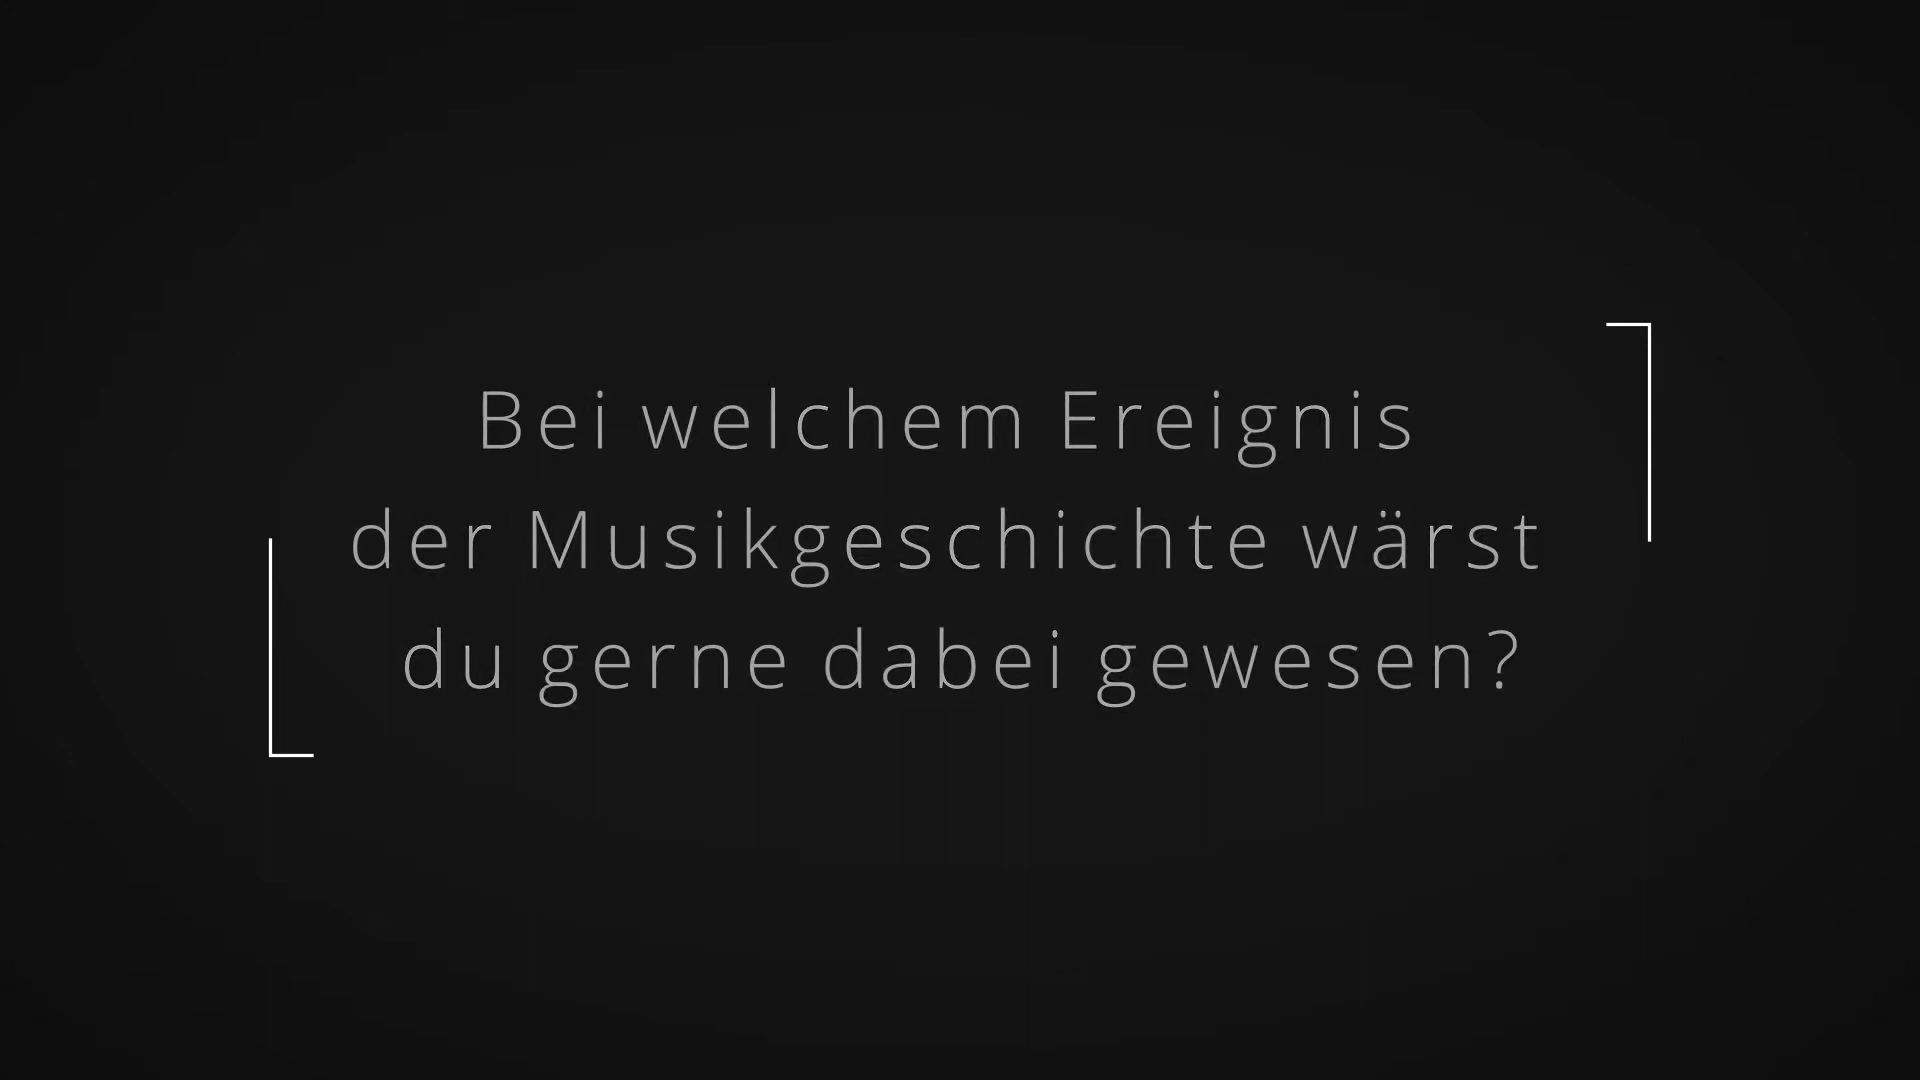 Bei welchem Ereignis
der Musikgeschichte wärst
du gerne dabei gewesen?